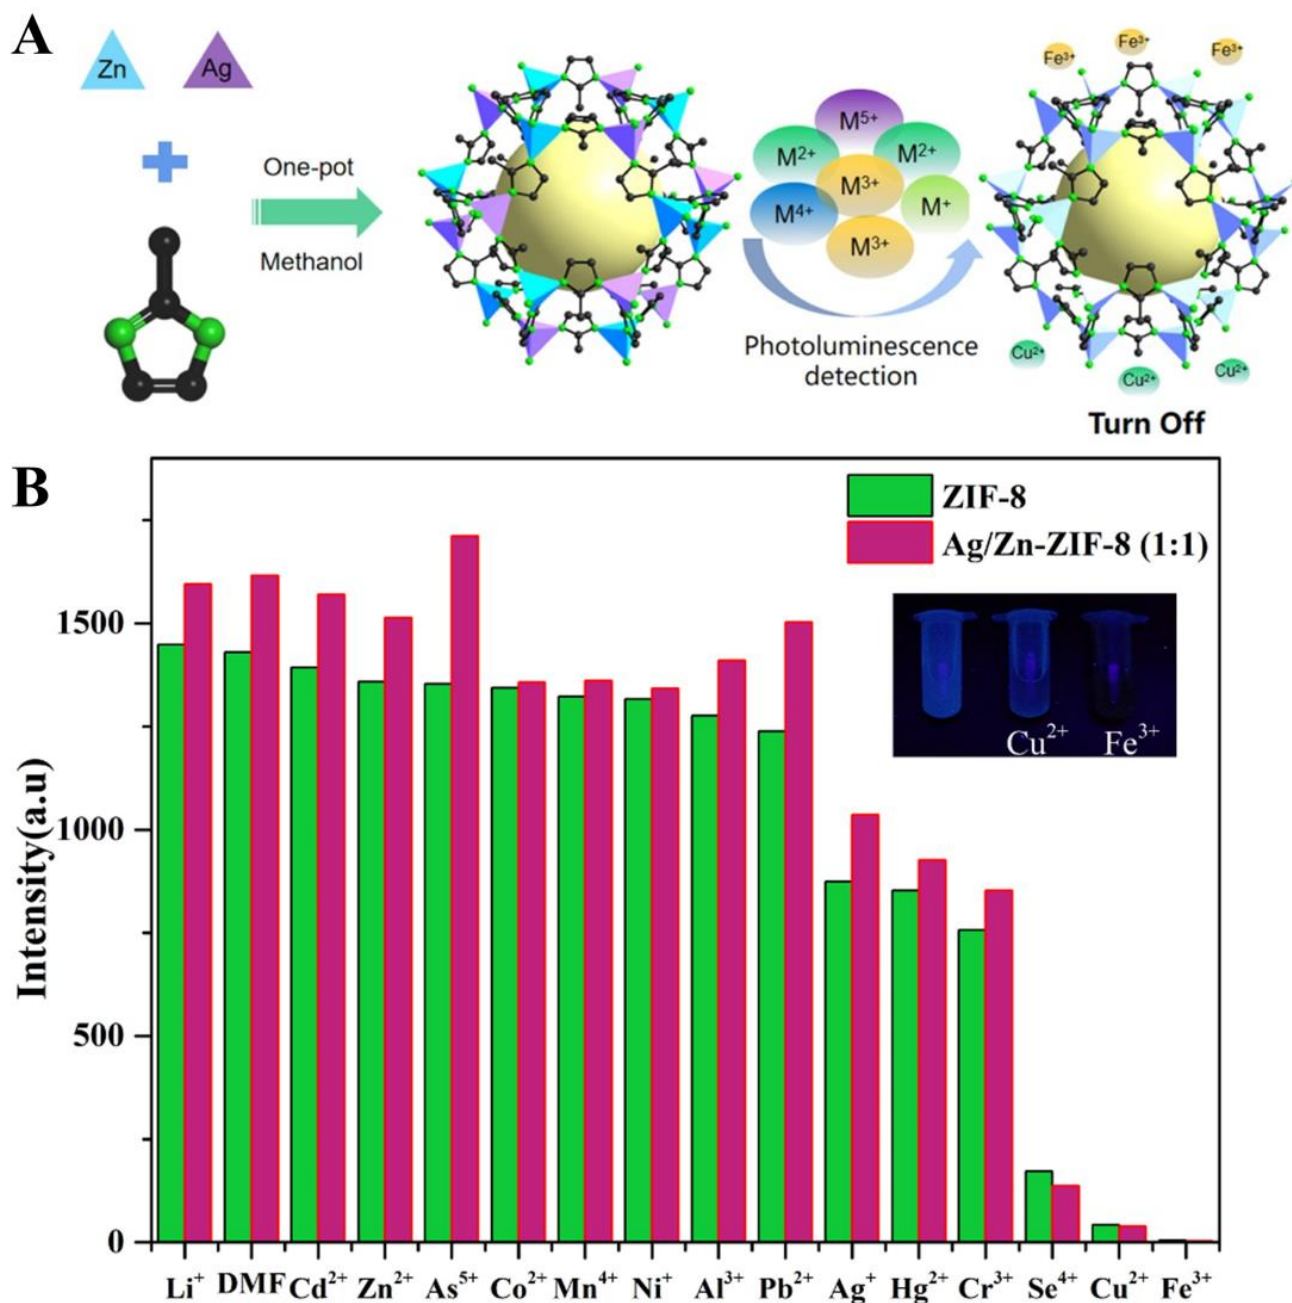 A
Zn
Ag
One-pot
Methanol
M⁵⁺
M²⁺
M²⁺
M³⁺
M⁴⁺
M⁺
M³⁺
Photoluminescence
detection
Fe³⁺
Fe³⁺
Fe³⁺
Cu²⁺
Cu²⁺
Cu²⁺
Turn Off
B
ZIF-8
Ag/Zn-ZIF-8 (1:1)
Cu²⁺ Fe³⁺
Intensity(a.u)
1500
1000
500
0
Li⁺ DMF Cd²⁺ Zn²⁺ As⁵⁺ Co²⁺ Mn⁴⁺ Ni⁺ Al³⁺ Pb²⁺ Ag⁺ Hg²⁺ Cr³⁺ Se⁴⁺ Cu²⁺ Fe³⁺